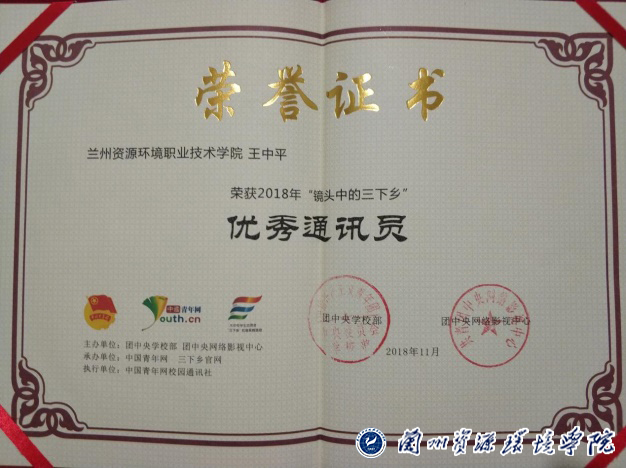 荣誉证书
兰州资源环境职业技术学院 王中平
荣获2018年“镜头中的三下乡”
优秀通讯员
中国青年网
Youth.cn
团中央学校部 团中央网络影视中心
2018年11月
主办单位：团中央学校部 团中央网络影视中心
承办单位：中国青年网 三下乡官网
执行单位：中国青年网校园通讯社
兰州资源环境学院